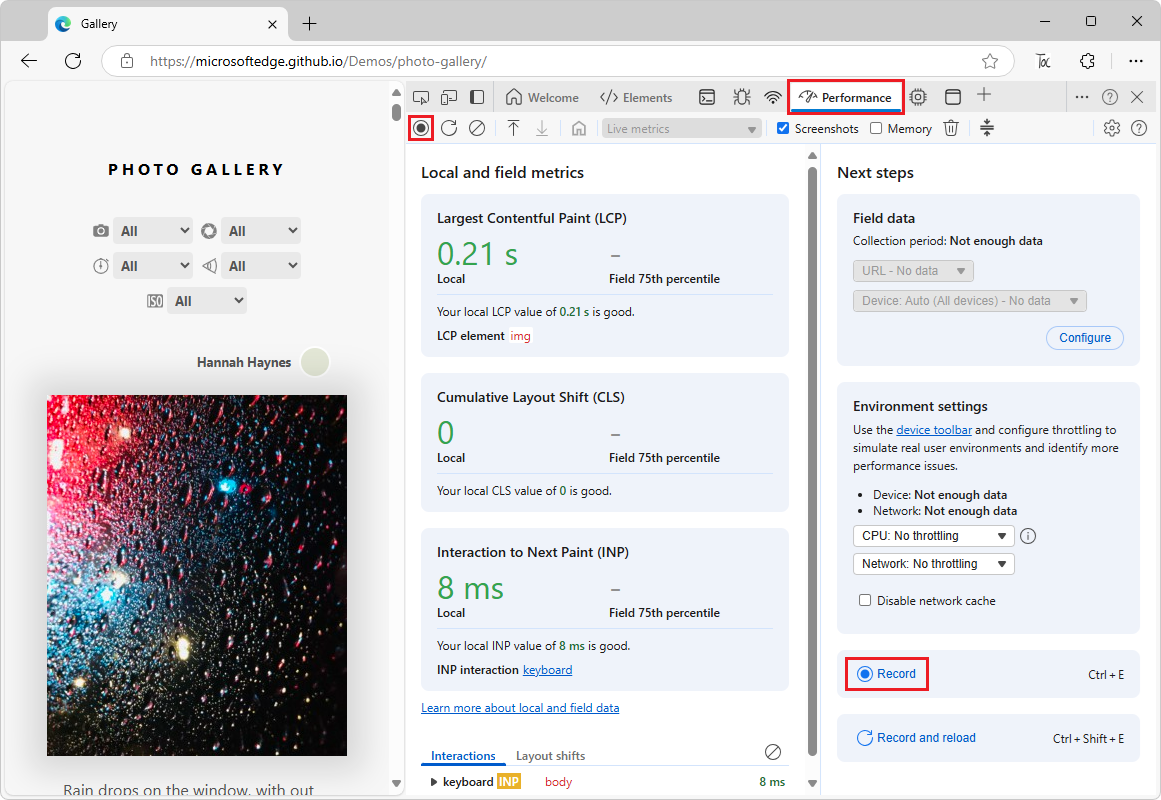 Gallery
https://microsoftedge.github.io/Demos/photo-gallery/
Welcome
Elements
Performance
Live metrics
Screenshots
Memory
PHOTO GALLERY
All
All
All
All
ISO
All
Hannah Haynes
Rain drops on the window, with out
Local and field metrics
Largest Contentful Paint (LCP)
0.21 s
–
Local
Field 75th percentile
Your local LCP value of 0.21 s is good.
LCP element img
Cumulative Layout Shift (CLS)
0
–
Local
Field 75th percentile
Your local CLS value of 0 is good.
Interaction to Next Paint (INP)
8 ms
–
Local
Field 75th percentile
Your local INP value of 8 ms is good.
INP interaction keyboard
Learn more about local and field data
Interactions
Layout shifts
keyboard INP
body
8 ms
Next steps
Field data
Collection period: Not enough data
URL - No data
Device: Auto (All devices) - No data
Configure
Environment settings
Use the device toolbar and configure throttling to
simulate real user environments and identify more
performance issues.
• Device: Not enough data
• Network: Not enough data
CPU: No throttling
Network: No throttling
Disable network cache
Record
Ctrl + E
Record and reload
Ctrl + Shift + E